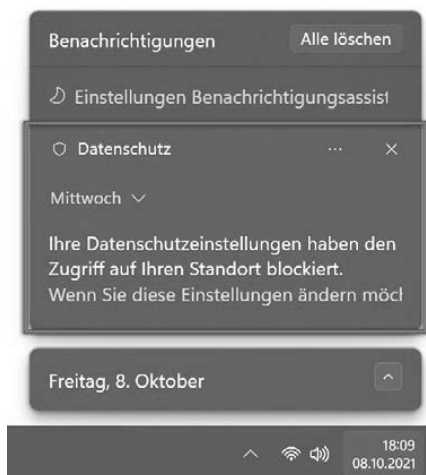 Benachrichtigungen Alle löschen
Einstellungen Benachrichtigungsassist
Datenschutz ...
Mittwoch
Ihre Datenschutzeinstellungen haben den
Zugriff auf Ihren Standort blockiert.
Wenn Sie diese Einstellungen ändern möcl
Freitag, 8. Oktober
18:09
08.10.2021